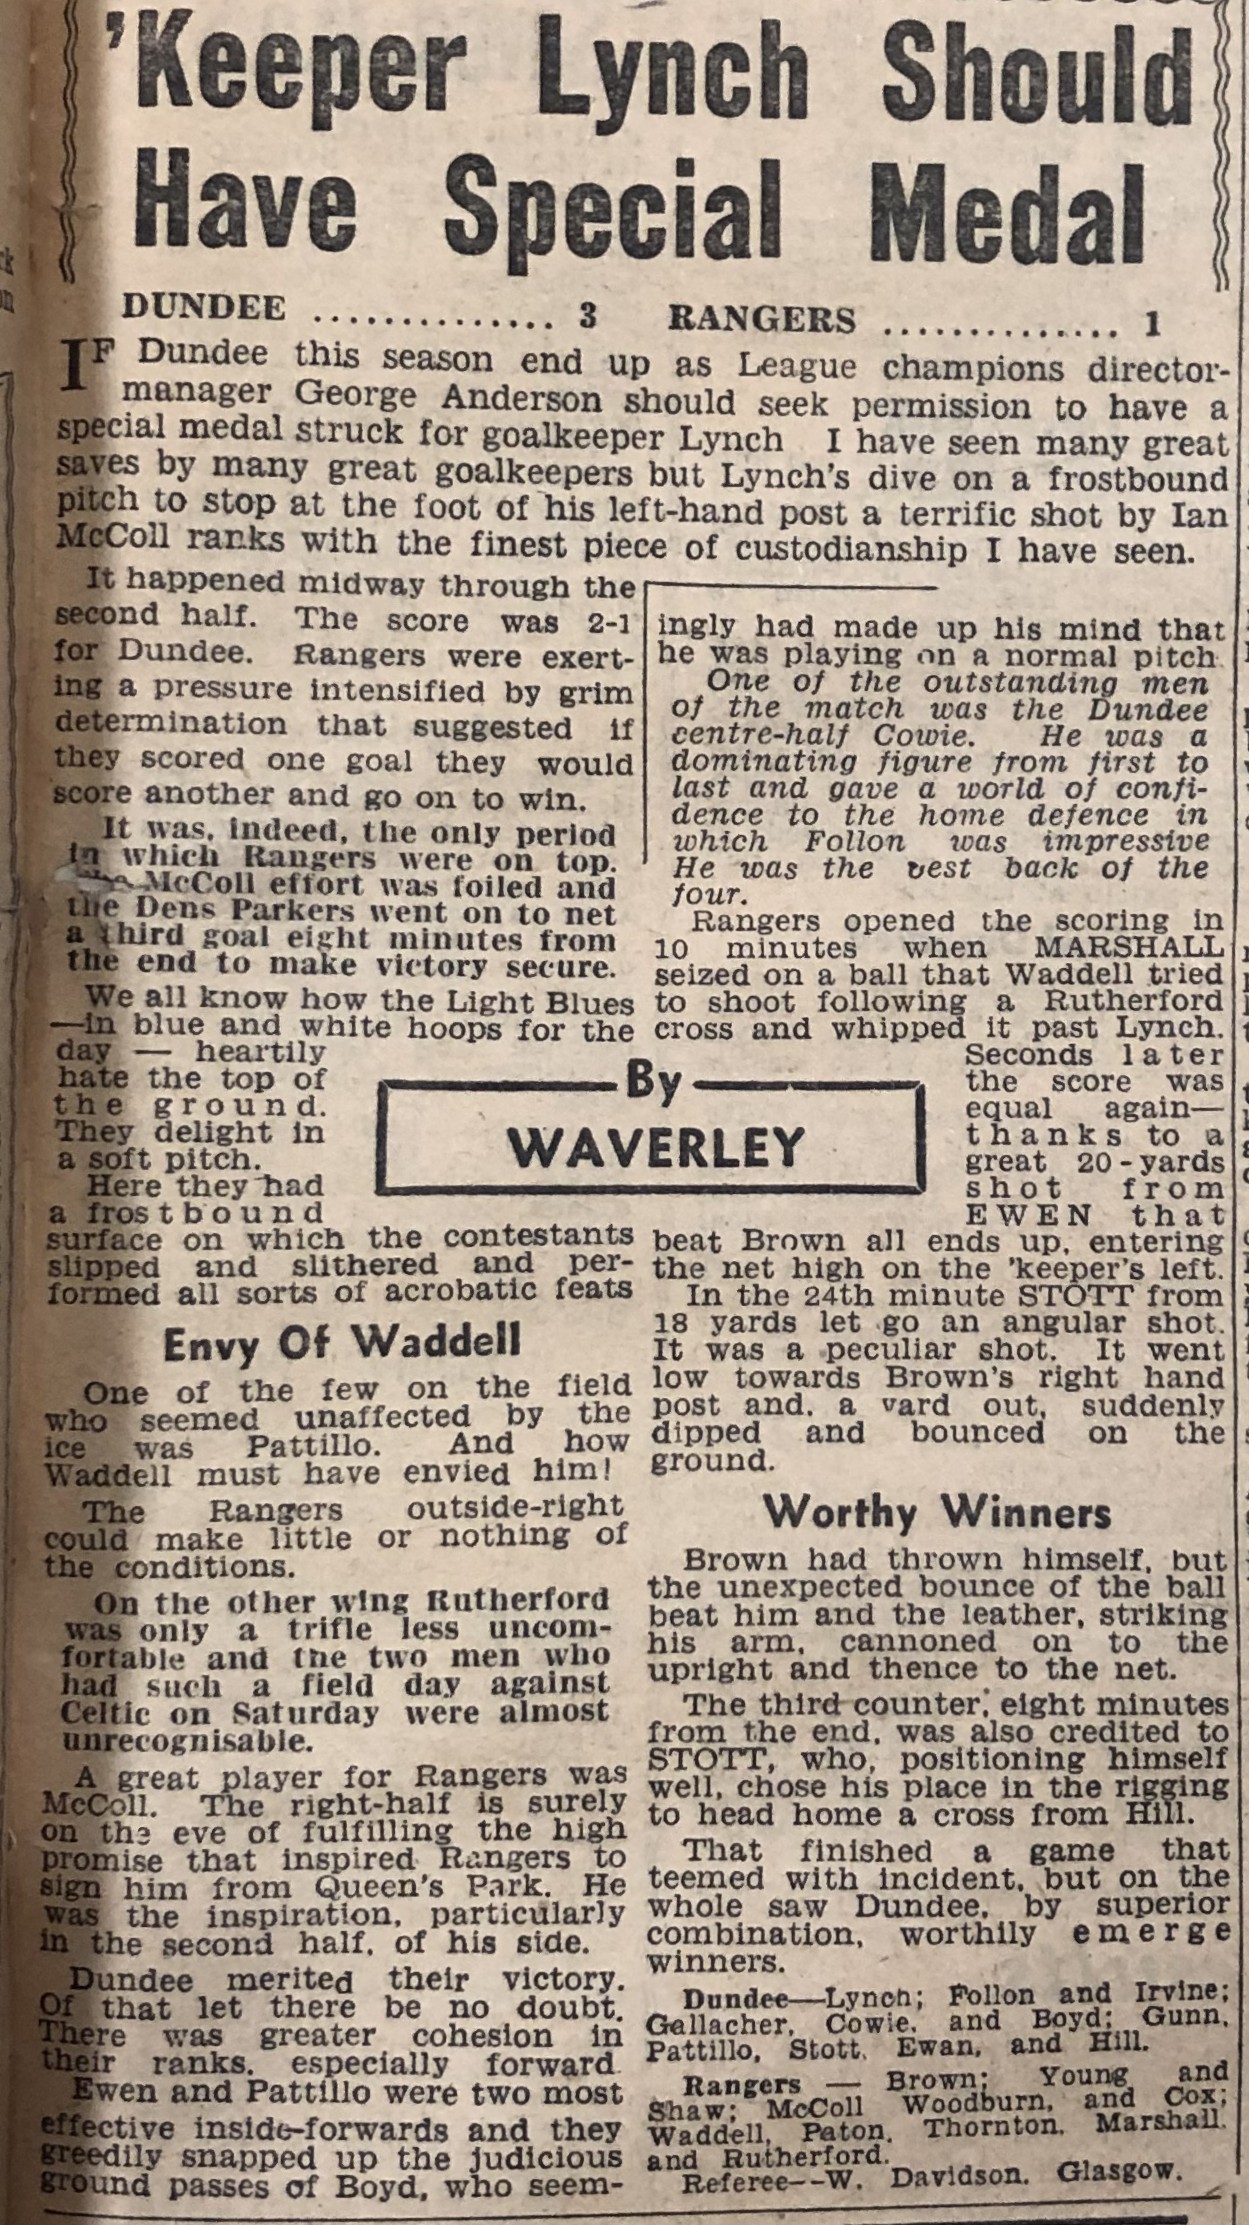 'Keeper Lynch Should
Have Special Medal
DUNDEE .............. 3 RANGERS .............. 1
IF Dundee this season end up as League champions director-
manager George Anderson should seek permission to have a
special medal struck for goalkeeper Lynch I have seen many great
saves by many great goalkeepers but Lynch's dive on a frostbound
pitch to stop at the foot of his left-hand post a terrific shot by Ian
McColl ranks with the finest piece of custodianship I have seen.
It happened midway through the
second half. The score was 2-1
for Dundee. Rangers were exert-
ing a pressure intensified by grim
determination that suggested if
they scored one goal they would
score another and go on to win.
It was, indeed, the only period
in which Rangers were on top.
The McColl effort was foiled and
the Dens Parkers went on to net
a third goal eight minutes from
the end to make victory secure.
We all know how the Light Blues
—in blue and white hoops for the
day — heartily
hate the top of
the ground.
They delight in
a soft pitch.
Here they had
a frostbound
surface on which the contestants
slipped and slithered and per-
formed all sorts of acrobatic feats
Envy Of Waddell
One of the few on the field
who seemed unaffected by the
ice was Pattillo. And how
Waddell must have envied him!
The Rangers outside-right
could make little or nothing of
the conditions.
On the other wing Rutherford
was only a trifle less uncom-
fortable and the two men who
had such a field day against
Celtic on Saturday were almost
unrecognisable.
A great player for Rangers was
McColl. The right-half is surely
on the eve of fulfilling the high
promise that inspired Rangers to
sign him from Queen's Park. He
was the inspiration, particularly
in the second half, of his side.
Dundee merited their victory.
Of that let there be no doubt.
There was greater cohesion in
their ranks, especially forward
Ewen and Pattillo were two most
effective inside-forwards and they
greedily snapped up the judicious
ground passes of Boyd, who seem-
By
WAVERLEY
ingly had made up his mind that
he was playing on a normal pitch
One of the outstanding men
of the match was the Dundee
centre-half Cowie. He was a
dominating figure from first to
last and gave a world of confi-
dence to the home defence in
which Follon was impressive
He was the vest back of the
four.
Rangers opened the scoring in
10 minutes when MARSHALL
seized on a ball that Waddell tried
to shoot following a Rutherford
cross and whipped it past Lynch.
Seconds later
the score was
equal again—
thanks to a
great 20-yards
shot from
EWEN that
beat Brown all ends up, entering
the net high on the 'keeper's left.
In the 24th minute STOTT from
18 yards let go an angular shot.
It was a peculiar shot. It went
low towards Brown's right hand
post and, a yard out, suddenly
dipped and bounced on the
ground.
Worthy Winners
Brown had thrown himself, but
the unexpected bounce of the ball
beat him and the leather, striking
his arm, cannoned on to the
upright and thence to the net.
The third counter, eight minutes
from the end, was also credited to
STOTT, who, positioning himself
well, chose his place in the rigging
to head home a cross from Hill.
That finished a game that
teemed with incident, but on the
whole saw Dundee, by superior
combination, worthily emerge
winners.
Dundee—Lynch; Follon and Irvine;
Gallacher, Cowie, and Boyd; Gunn,
Pattillo, Stott, Ewan, and Hill.
Rangers — Brown; Young and
Shaw; McColl Woodburn, and Cox;
Waddell, Paton, Thornton, Marshall,
and Rutherford.
Referee--W. Davidson, Glasgow.